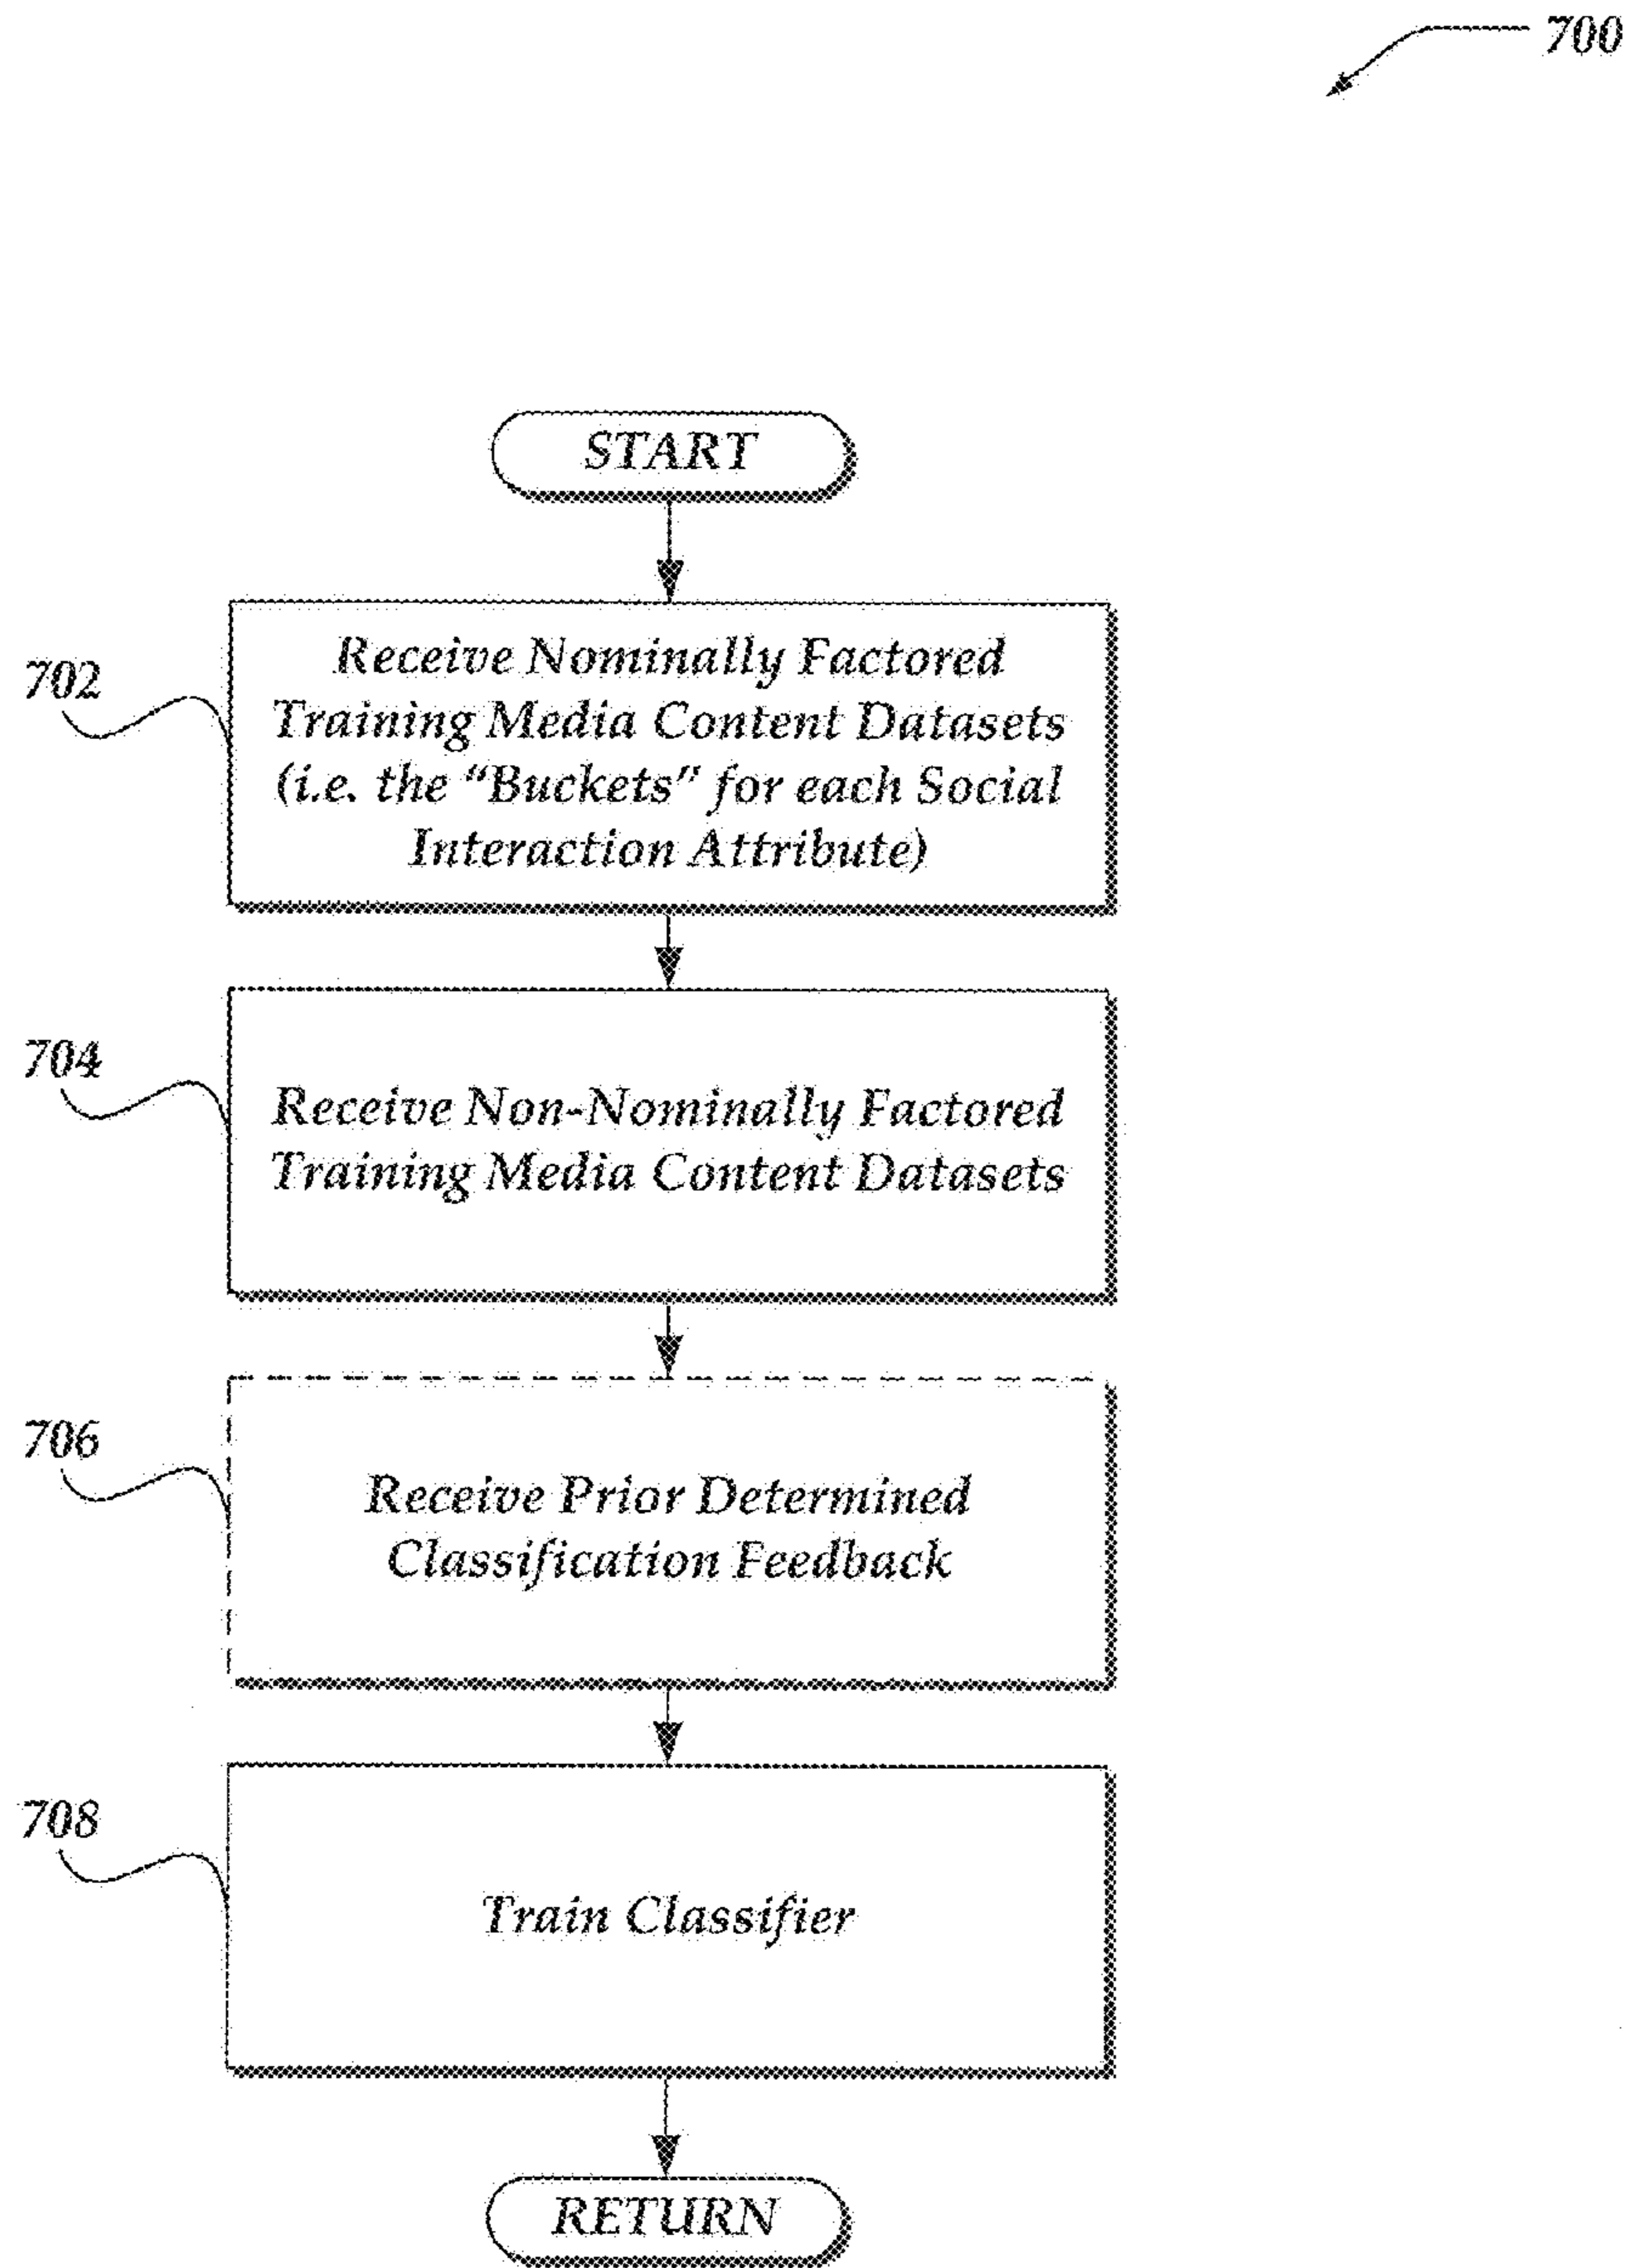 700
START
702
Receive Nominally Factored
Training Media Content Datasets
(i.e. the "Buckets" for each Social
Interaction Attribute)
704
Receive Non-Nominally Factored
Training Media Content Datasets
706
Receive Prior Determined
Classification Feedback
708
Train Classifier
RETURN